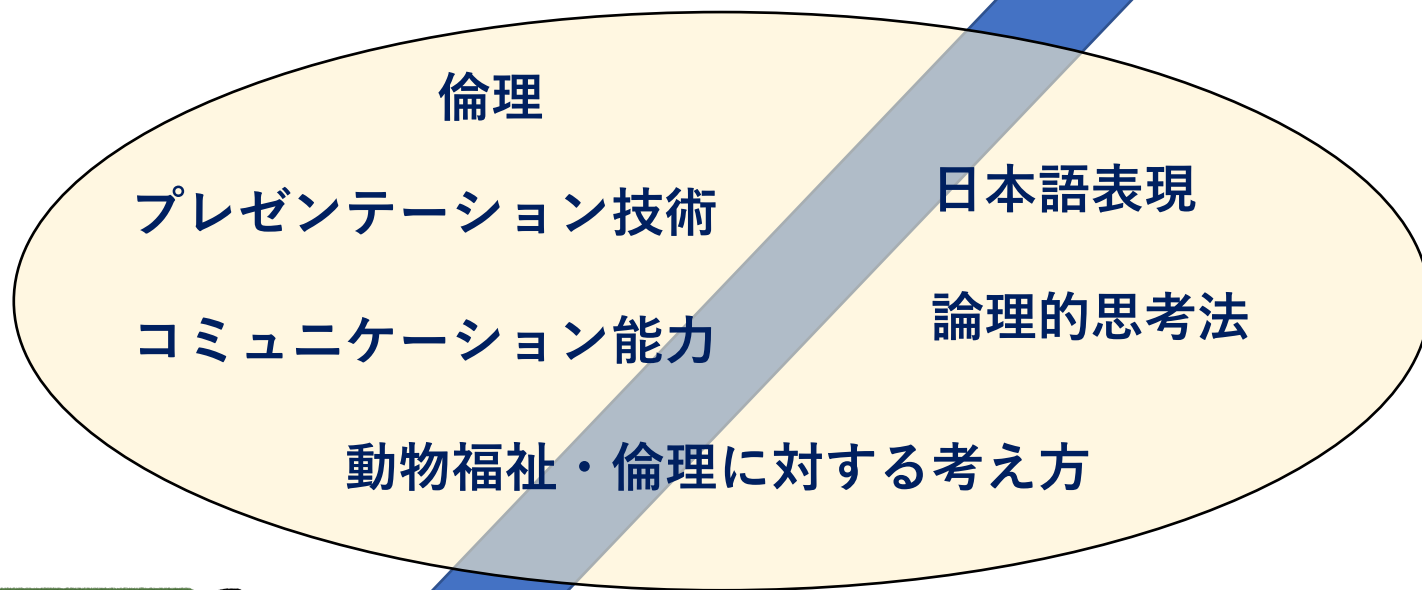 倫理
プレゼンテーション技術
日本語表現
コミュニケーション能力
論理的思考法
動物福祉・倫理に対する考え方